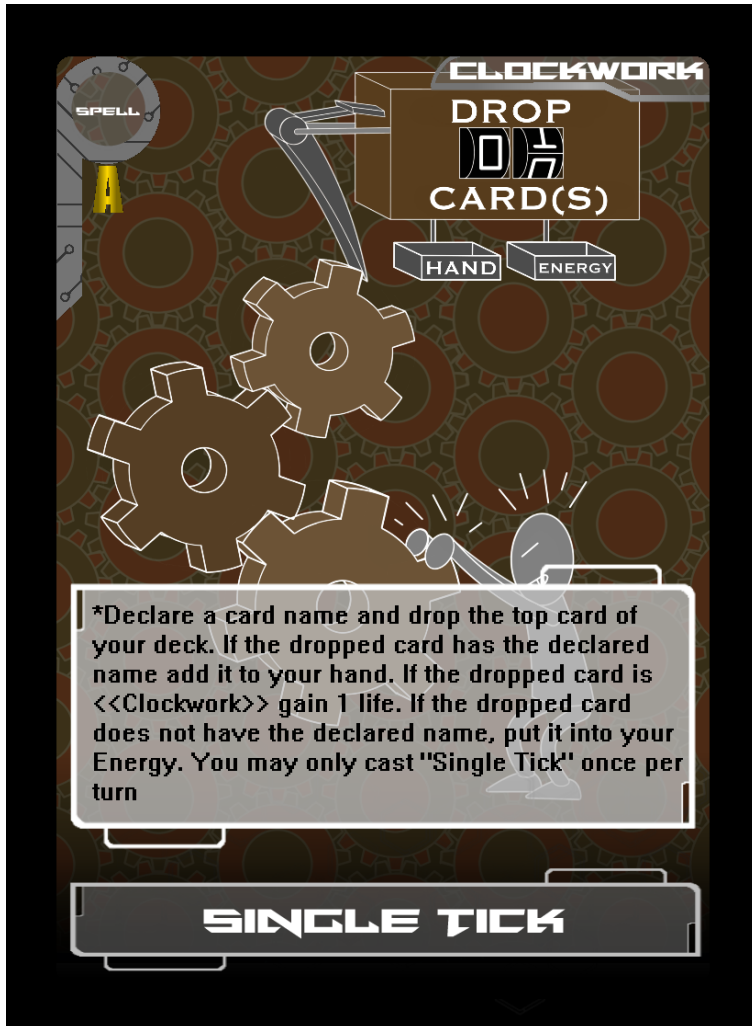 CLOCKWORK
SPELL
A
DROP
CARD(S)
HAND
ENERGY
*Declare a card name and drop the top card of
your deck. If the dropped card has the declared
name add it to your hand. If the dropped card is
<<Clockwork>> gain 1 life. If the dropped card
does not have the declared name, put it into your
Energy. You may only cast "Single Tick" once per
turn
SINGLE TICK